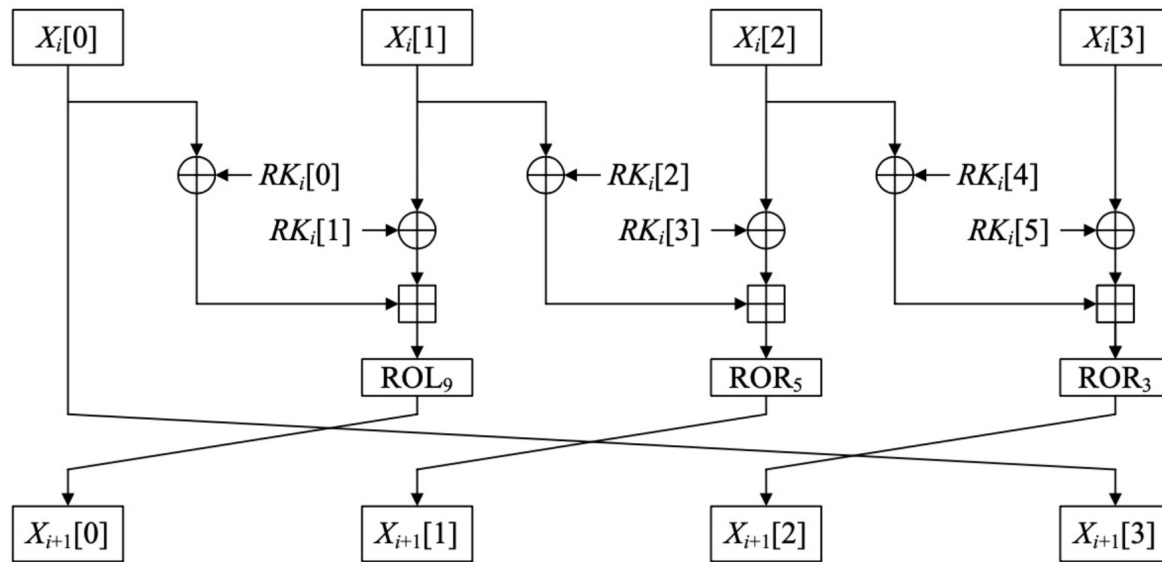 Xᵢ[0] Xᵢ[1] Xᵢ[2] Xᵢ[3]
RKᵢ[0] RKᵢ[2] RKᵢ[4]
RKᵢ[1] RKᵢ[3] RKᵢ[5]
ROL₉ ROR₅ ROR₃
Xᵢ₊₁[0] Xᵢ₊₁[1] Xᵢ₊₁[2] Xᵢ₊₁[3]